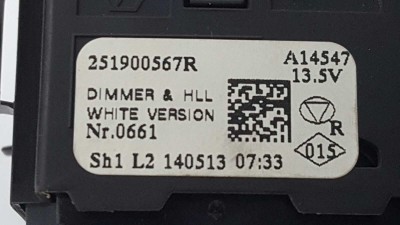 251900567R
A14547
13.5V
DIMMER & HLL
WHITE VERSION
Nr.0661
R
015
Sh1 L2 140513 07:33